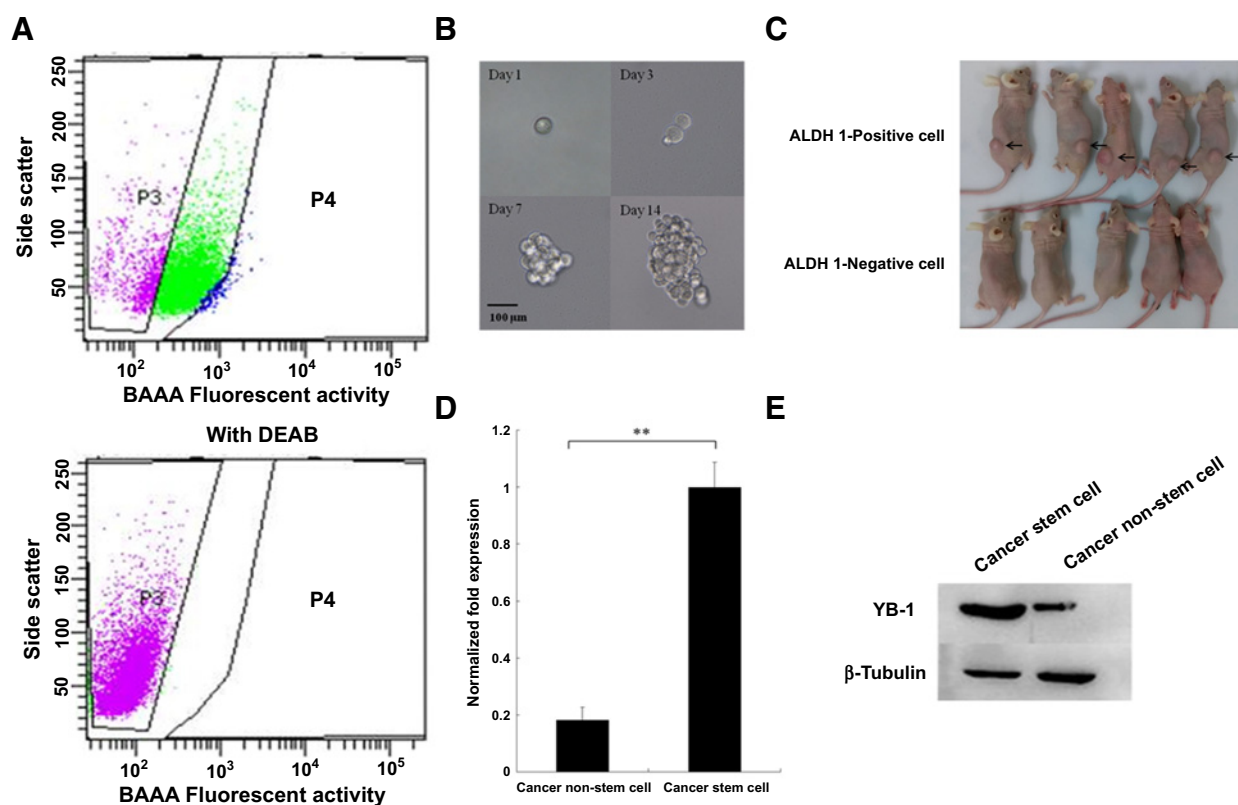 A
250
200
150
100
50
Side scatter
P3
P4
10²
10³
10⁴
10⁵
BAAA Fluorescent activity
With DEAB
250
200
150
100
50
Side scatter
P3
P4
10²
10³
10⁴
10⁵
BAAA Fluorescent activity
B
Day 1
Day 3
Day 7
Day 14
100 μm
C
ALDH 1-Positive cell
ALDH 1-Negative cell
D
**
1.2
1
0.8
0.6
0.4
0.2
0
Normalized fold expression
Cancer non-stem cell
Cancer stem cell
E
Cancer stem cell
Cancer non-stem cell
YB-1
β-Tubulin